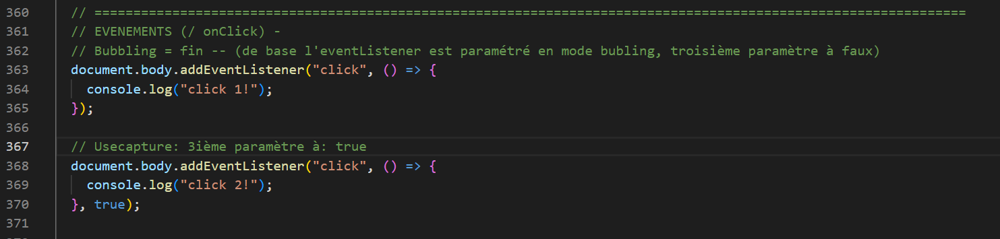 360 // ================================================================================================================
361 // EVENEMENTS (/ onClick) -
362 // Bubbling = fin -- (de base l'eventListener est paramétré en mode bubling, troisième paramètre à faux)
363 document.body.addEventListener("click", () => {
364 console.log("click 1!");
365 });
366
367 // Usecapture: 3ième paramètre à: true
368 document.body.addEventListener("click", () => {
369 console.log("click 2!");
370 }, true);
371